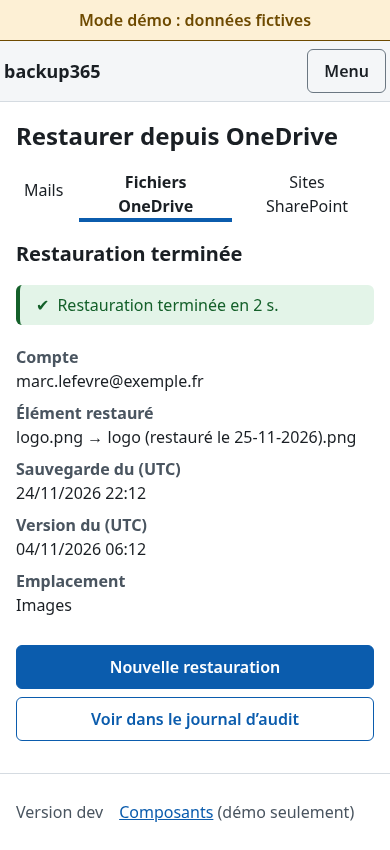 Mode démo : données fictives
backup365
Menu
Restaurer depuis OneDrive
Mails
Fichiers
OneDrive
Sites
SharePoint
Restauration terminée
✔ Restauration terminée en 2 s.
Compte
marc.lefevre@exemple.fr
Élément restauré
logo.png → logo (restauré le 25-11-2026).png
Sauvegarde du (UTC)
24/11/2026 22:12
Version du (UTC)
04/11/2026 06:12
Emplacement
Images
Nouvelle restauration
Voir dans le journal d’audit
Version dev Composants (démo seulement)